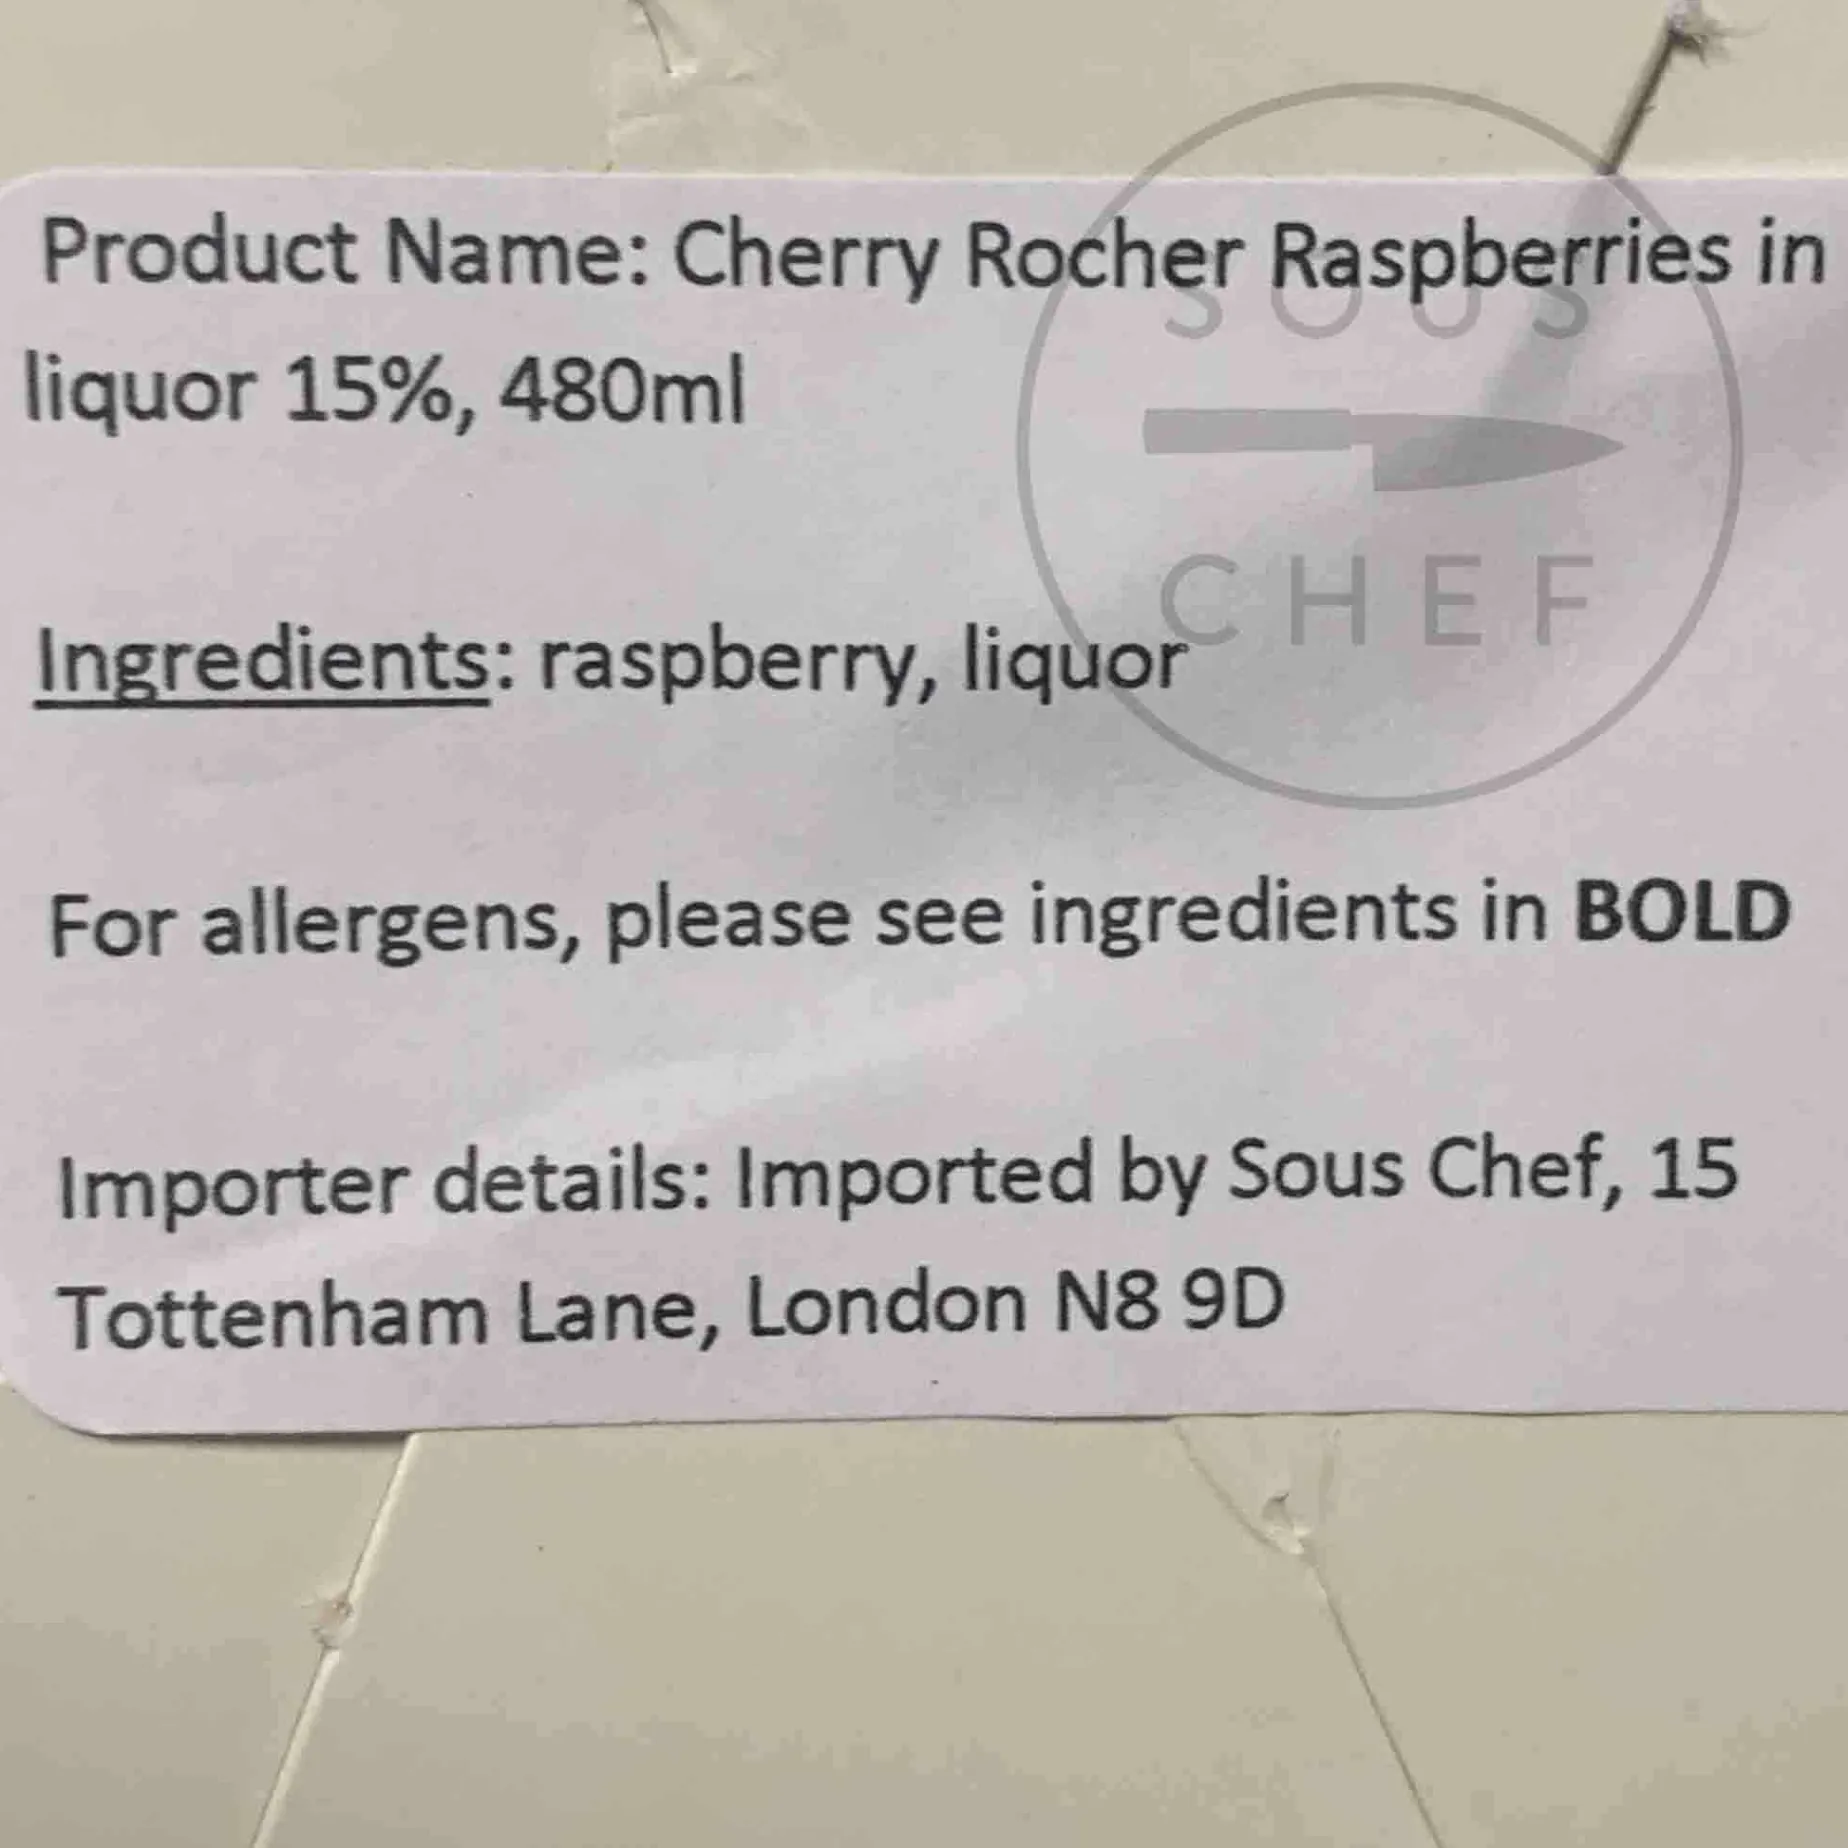 Product Name: Cherry Rocher Raspberries in
liquor 15%, 480ml
SOUS
CHEF
Ingredients: raspberry, liquor
For allergens, please see ingredients in BOLD
Importer details: Imported by Sous Chef, 15
Tottenham Lane, London N8 9D